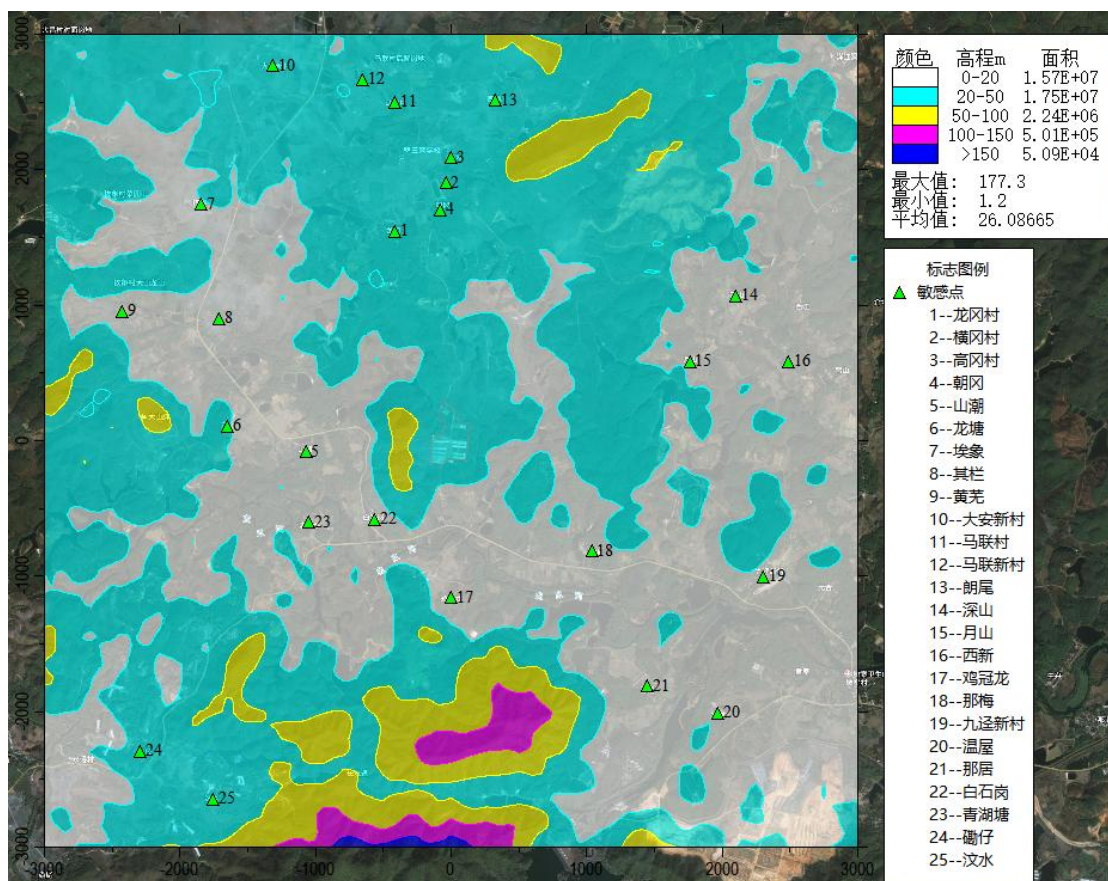 颜色 高程m 面积
0-20 1.57E+07
20-50 1.75E+07
50-100 2.24E+06
100-150 5.01E+05
>150 5.09E+04
最大值: 177.3
最小值: 1.2
平均值: 26.08665
标志图例
敏感点
1--龙冈村
2--横冈村
3--高冈村
4--朝冈
5--山潮
6--龙塘
7--埃象
8--其栏
9--黄芜
10--大安新村
11--马联村
12--马联新村
13--朗尾
14--深山
15--月山
16--西新
17--鸡冠龙
18--那梅
19--九迳新村
20--温屋
21--那居
22--白石岗
23--青湖塘
24--磡仔
25--汶水
3000
2000
1000
0
-1000
-2000
-3000
-3000 -2000 -1000 0 1000 2000 3000
10
12
11
13
3
2
7
4
1
14
9
8
15
16
6
5
23
22
18
19
17
21
20
24
25